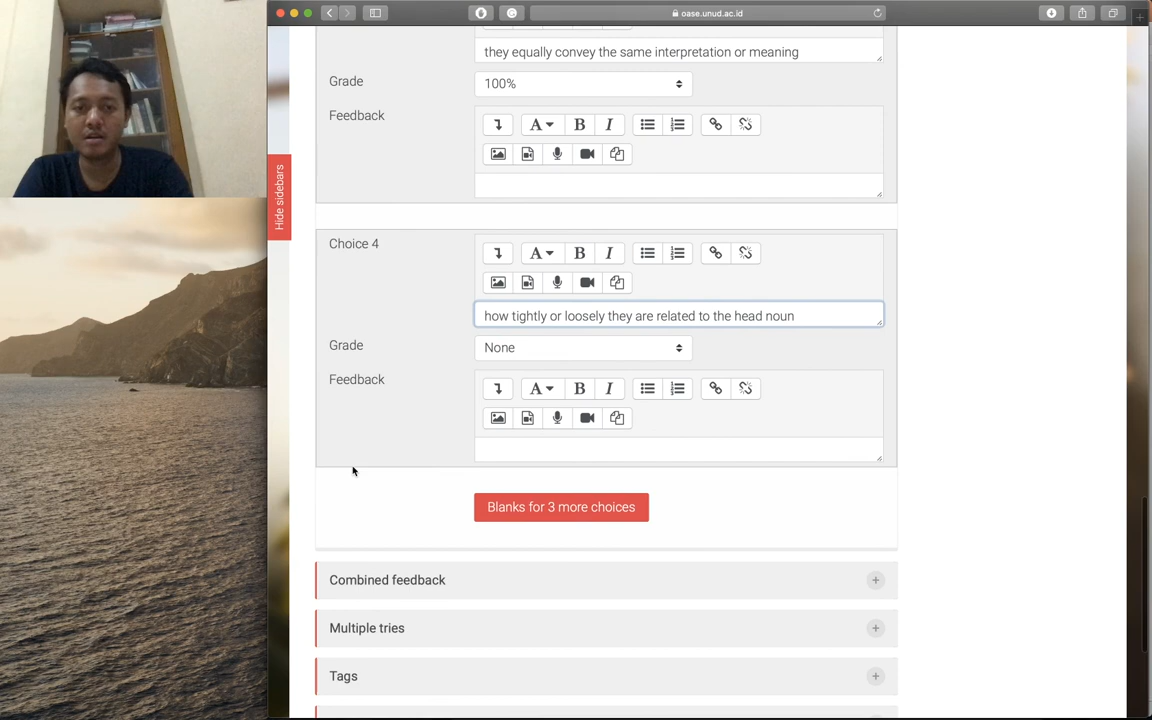 oase.unud.ac.id
Hide sidebars
they equally convey the same interpretation or meaning
Grade
100%
Feedback
A B I
Choice 4
A B I
how tightly or loosely they are related to the head noun
Grade
None
Feedback
A B I
Blanks for 3 more choices
Combined feedback
Multiple tries
Tags